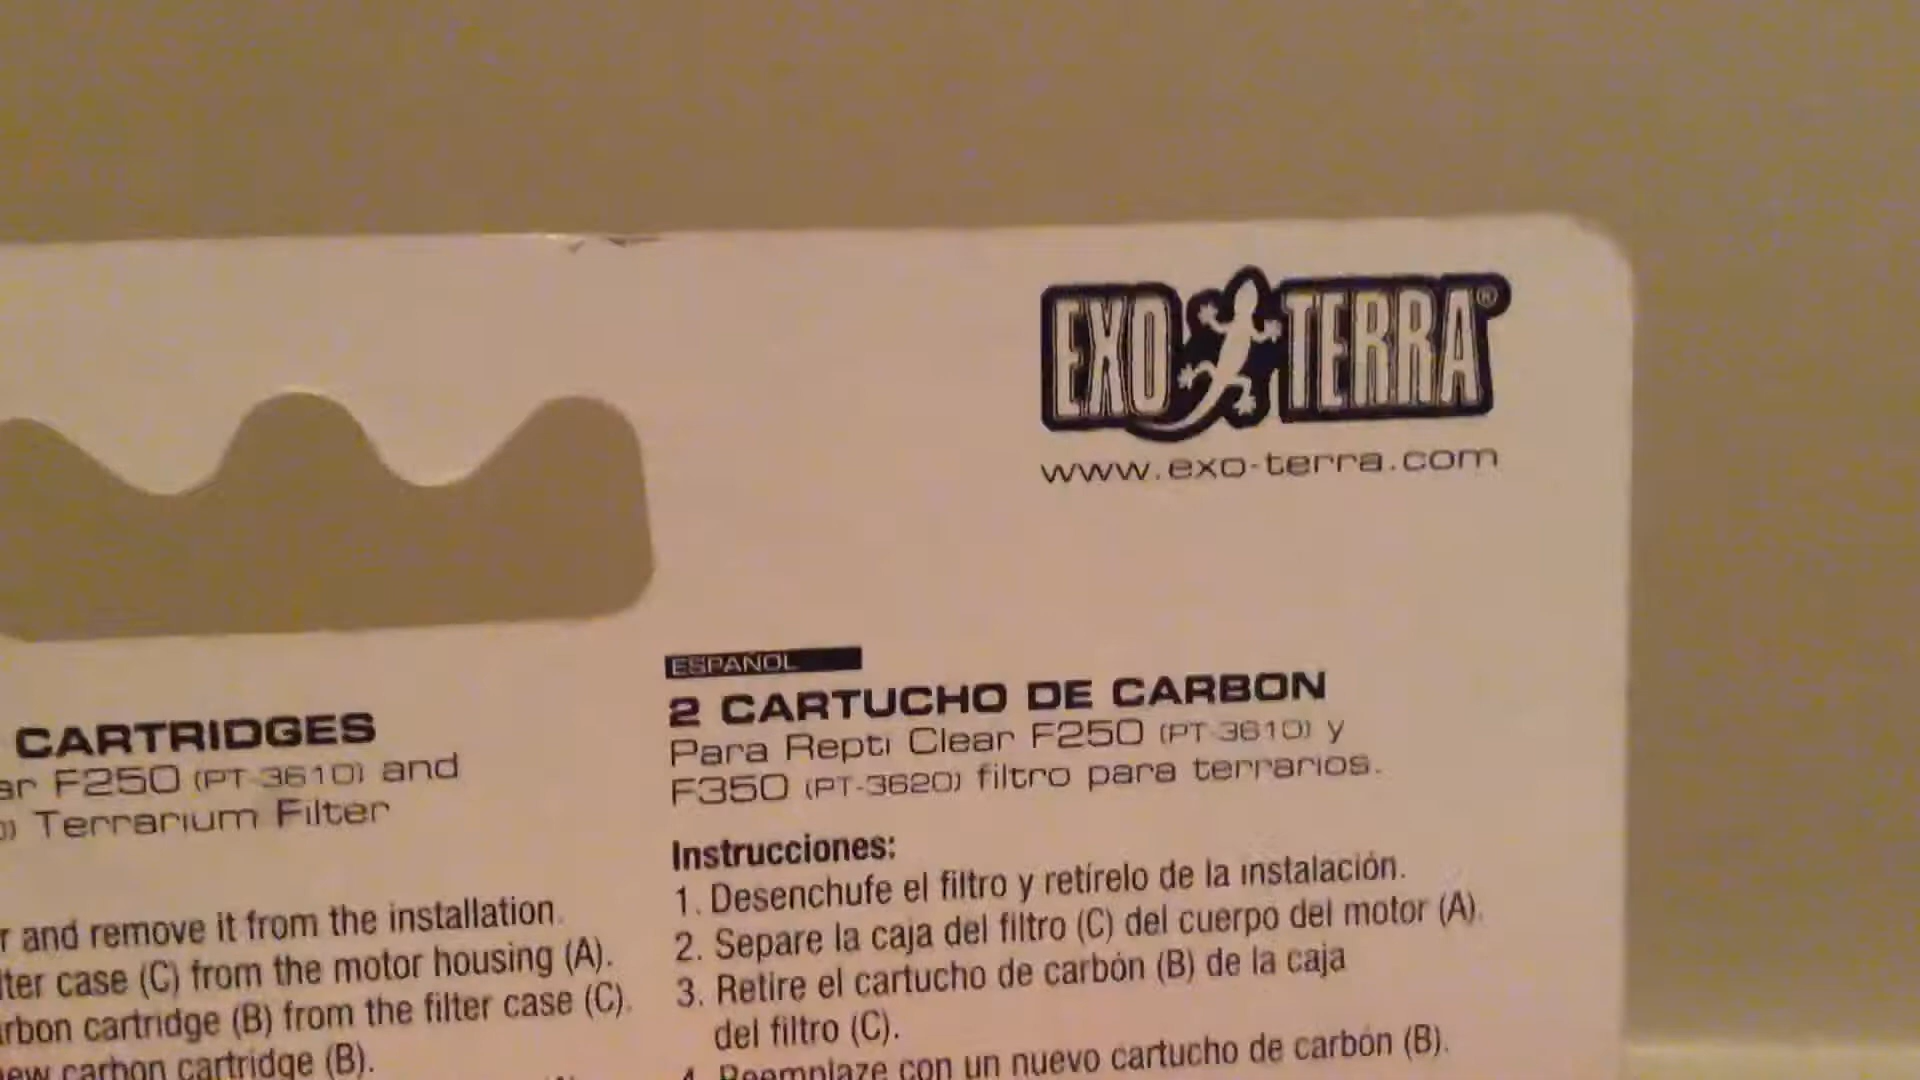 EXO TERRA®
www.exo-terra.com
CARTRIDGES
F250 (PT-3610) and
Terrarium Filter
and remove it from the installation.
case (C) from the motor housing (A).
cartridge (B) from the filter case (C).
carbon cartridge (B).
ESPAÑOL
2 CARTUCHO DE CARBON
Para Repti Clear F250 (PT-3610) y
F350 (PT-3620) filtro para terrarios.
Instrucciones:
1. Desenchufe el filtro y retírelo de la instalación.
2. Separe la caja del filtro (C) del cuerpo del motor (A).
3. Retire el cartucho de carbón (B) de la caja
del filtro (C).
4. Reemplaze con un nuevo cartucho de carbón (B).